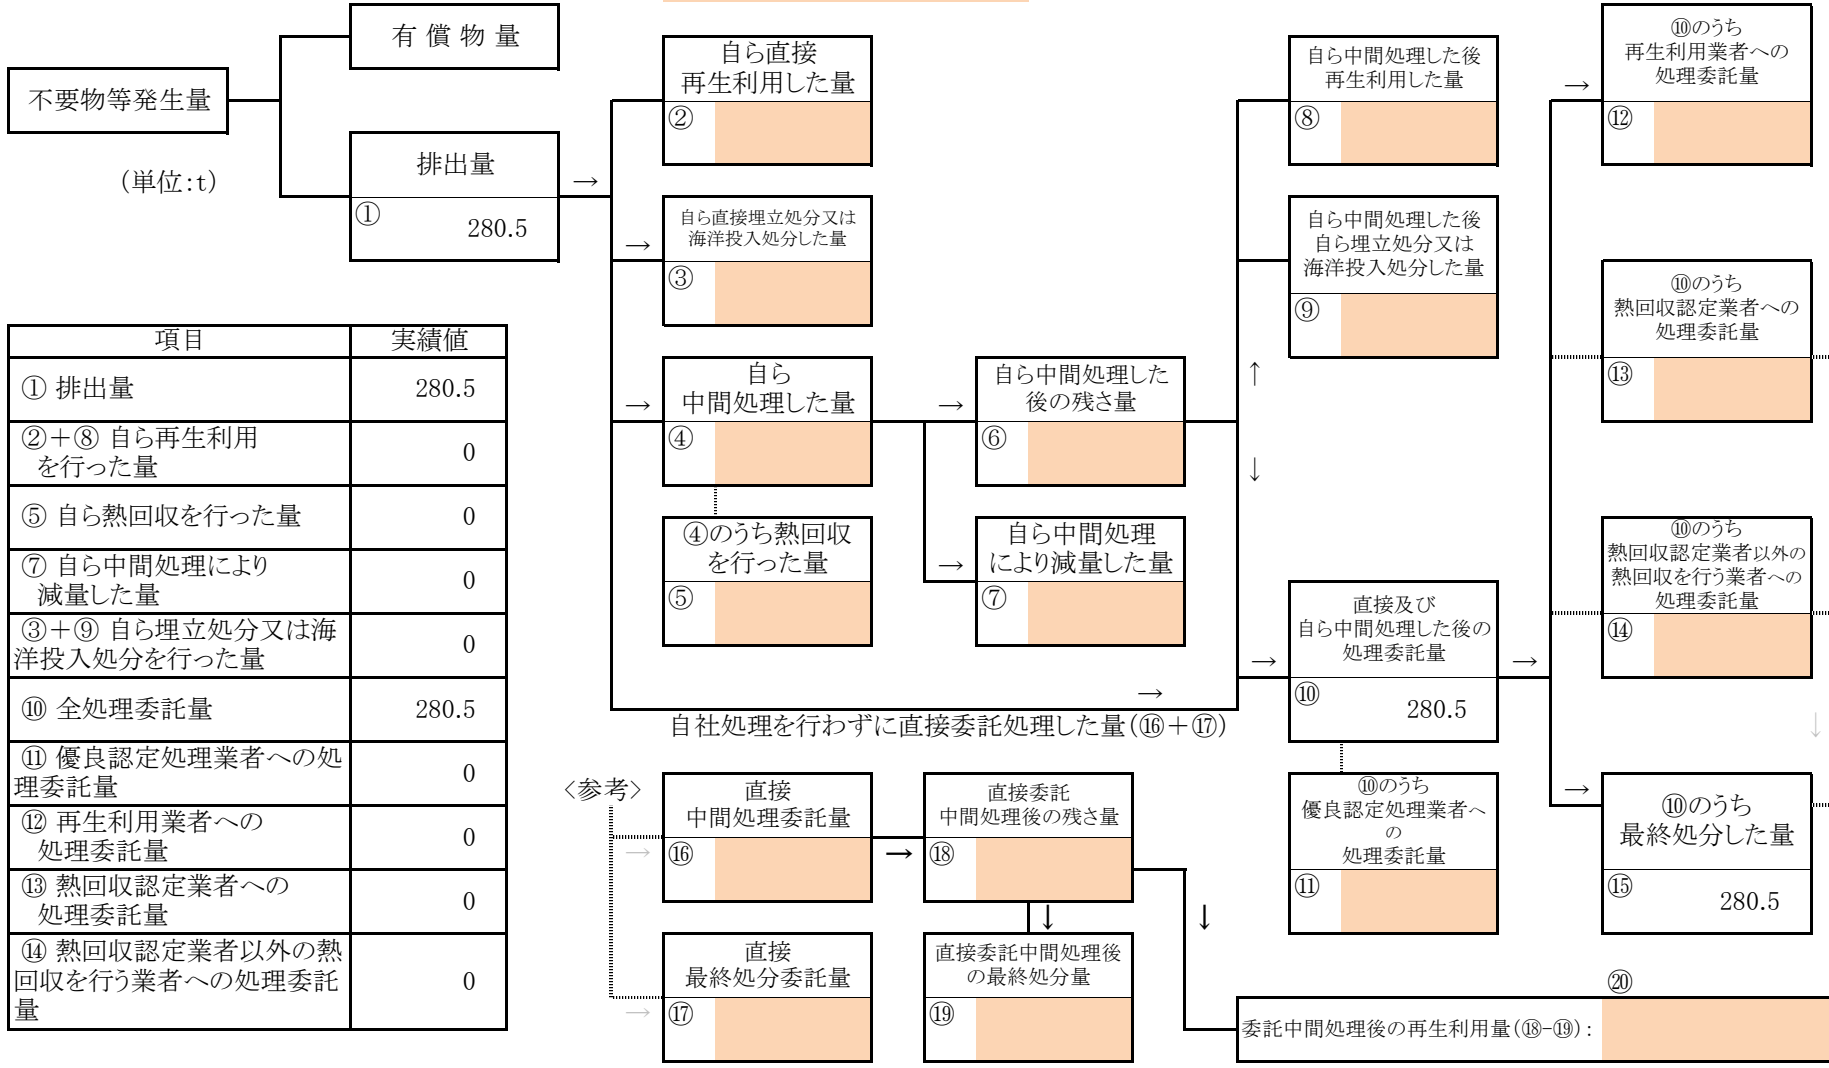 有 償 物 量
不要物等発生量
(単位:t)
排出量
①
280.5
→
自ら直接
再生利用した量
②
→
自ら直接埋立処分又は
海洋投入処分した量
③
→
自ら
中間処理した量
④
④のうち熱回収
を行った量
⑤
→
自ら中間処理した
後の残さ量
⑥
→
自ら中間処理
により減量した量
⑦
自ら中間処理した後
再生利用した量
⑧
自ら中間処理した後
自ら埋立処分又は
海洋投入処分した量
⑨
↑
↓
→
直接及び
自ら中間処理した後の
処理委託量
⑩
280.5
→
⑩のうち
優良認定処理業者へ
の
処理委託量
⑪
→
⑩のうち
再生利用業者への
処理委託量
⑫
⑩のうち
熱回収認定業者への
処理委託量
⑬
⑩のうち
熱回収認定業者以外の
熱回収を行う業者への
処理委託量
⑭
↓
→
⑩のうち
最終処分した量
⑮
280.5
→
自社処理を行わずに直接委託処理した量(⑯+⑰)
<参考>
→
直接
中間処理委託量
⑯
→
直接委託
中間処理後の残さ量
⑱
↓
↓
→
直接
最終処分委託量
⑰
直接委託中間処理後
の最終処分量
⑲
⑳
委託中間処理後の再生利用量(⑱-⑲):
項目 実績値
① 排出量 280.5
②+⑧ 自ら再生利用
を行った量 0
⑤ 自ら熱回収を行った量 0
⑦ 自ら中間処理により
減量した量 0
③+⑨ 自ら埋立処分又は海
洋投入処分を行った量 0
⑩ 全処理委託量 280.5
⑪ 優良認定処理業者への処
理委託量 0
⑫ 再生利用業者への
処理委託量 0
⑬ 熱回収認定業者への
処理委託量 0
⑭ 熱回収認定業者以外の熱
回収を行う業者への処理委託 0
量